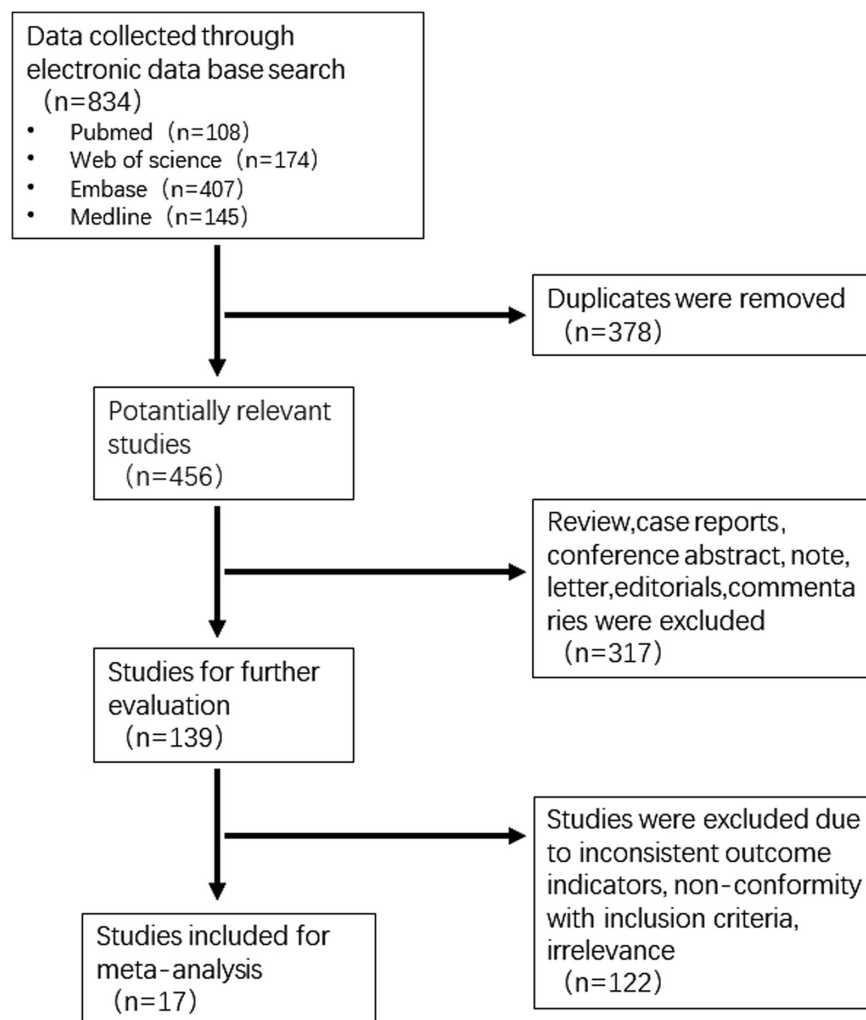 Data collected through
electronic data base search
（n=834）
• Pubmed（n=108）
• Web of science（n=174）
• Embase（n=407）
• Medline（n=145）
Duplicates were removed
（n=378）
Potantially relevant
studies
（n=456）
Review,case reports,
conference abstract, note,
letter,editorials,commenta
ries were excluded
（n=317）
Studies for further
evaluation
（n=139）
Studies were excluded due
to inconsistent outcome
indicators, non-conformity
with inclusion criteria,
irrelevance
（n=122）
Studies included for
meta-analysis
（n=17）